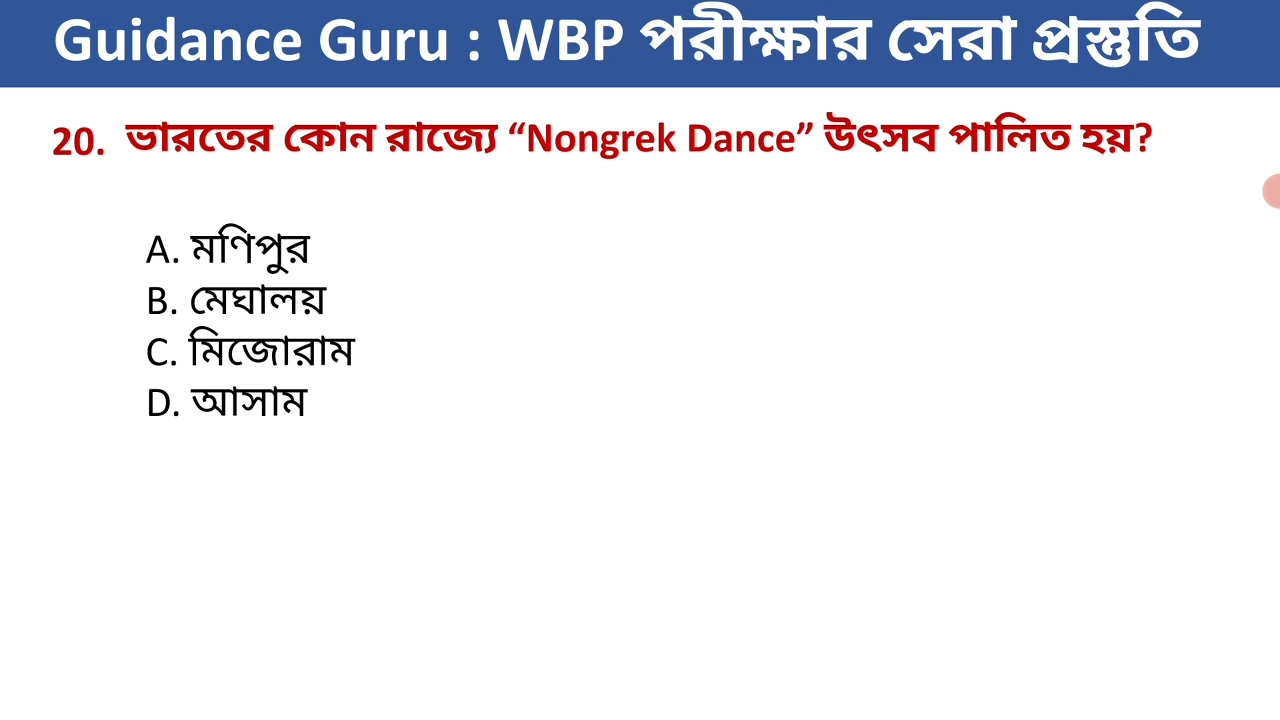 Guidance Guru : WBP পরীক্ষার সেরা প্রস্তুতি
20. ভারতের কোন রাজ্যে “Nongrek Dance” উৎসব পালিত হয়?
A. মণিপুর
B. মেঘালয়
C. মিজোরাম
D. আসাম